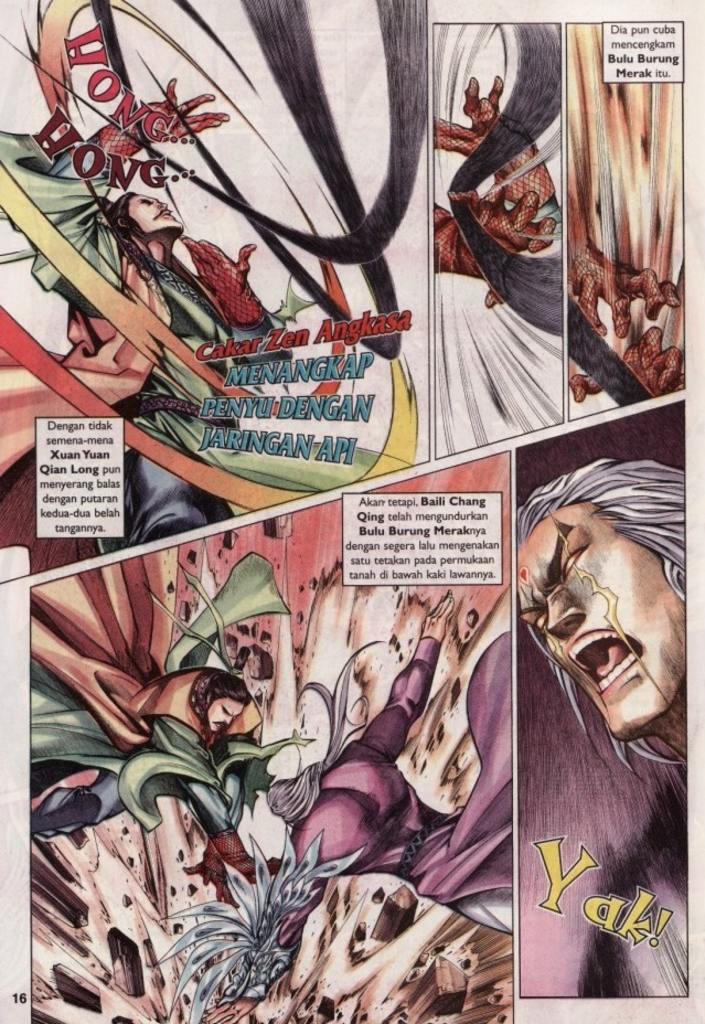 HONG...
HONG...
Cakar Zen Angkasa
MENANGKAP
PENYU DENGAN
JARINGAN API
Dia pun cuba
mencengkam
Bulu Burung
Merak itu.
Dengan tidak
semena-mena
Xuan Yuan
Qian Long pun
menyerang balas
dengan putaran
kedua-dua belah
tangannya.
Akan tetapi, Baili Chang
Qing telah mengundurkan
Bulu Burung Meraknya
dengan segera lalu mengenakan
satu tetakan pada permukaan
tanah di bawah kaki lawannya.
Yak!
16